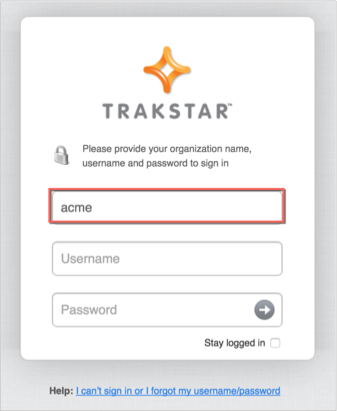 TRAKSTAR™
Please provide your organization name,
username and password to sign in
acme
Username
Password
Stay logged in
Help: I can't sign in or I forgot my username/password